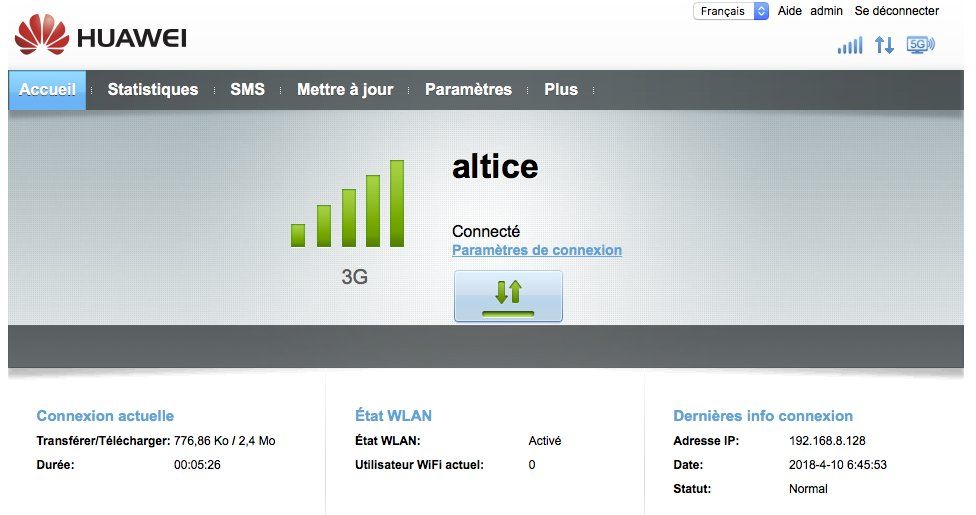 Français Aide admin Se déconnecter
HUAWEI
5G
Accueil Statistiques SMS Mettre à jour Paramètres Plus
altice
Connecté
Paramètres de connexion
3G
Connexion actuelle
Transférer/Télécharger: 776,86 Ko / 2,4 Mo
Durée: 00:05:26
État WLAN
État WLAN: Activé
Utilisateur WiFi actuel: 0
Dernières info connexion
Adresse IP: 192.168.8.128
Date: 2018-4-10 6:45:53
Statut: Normal